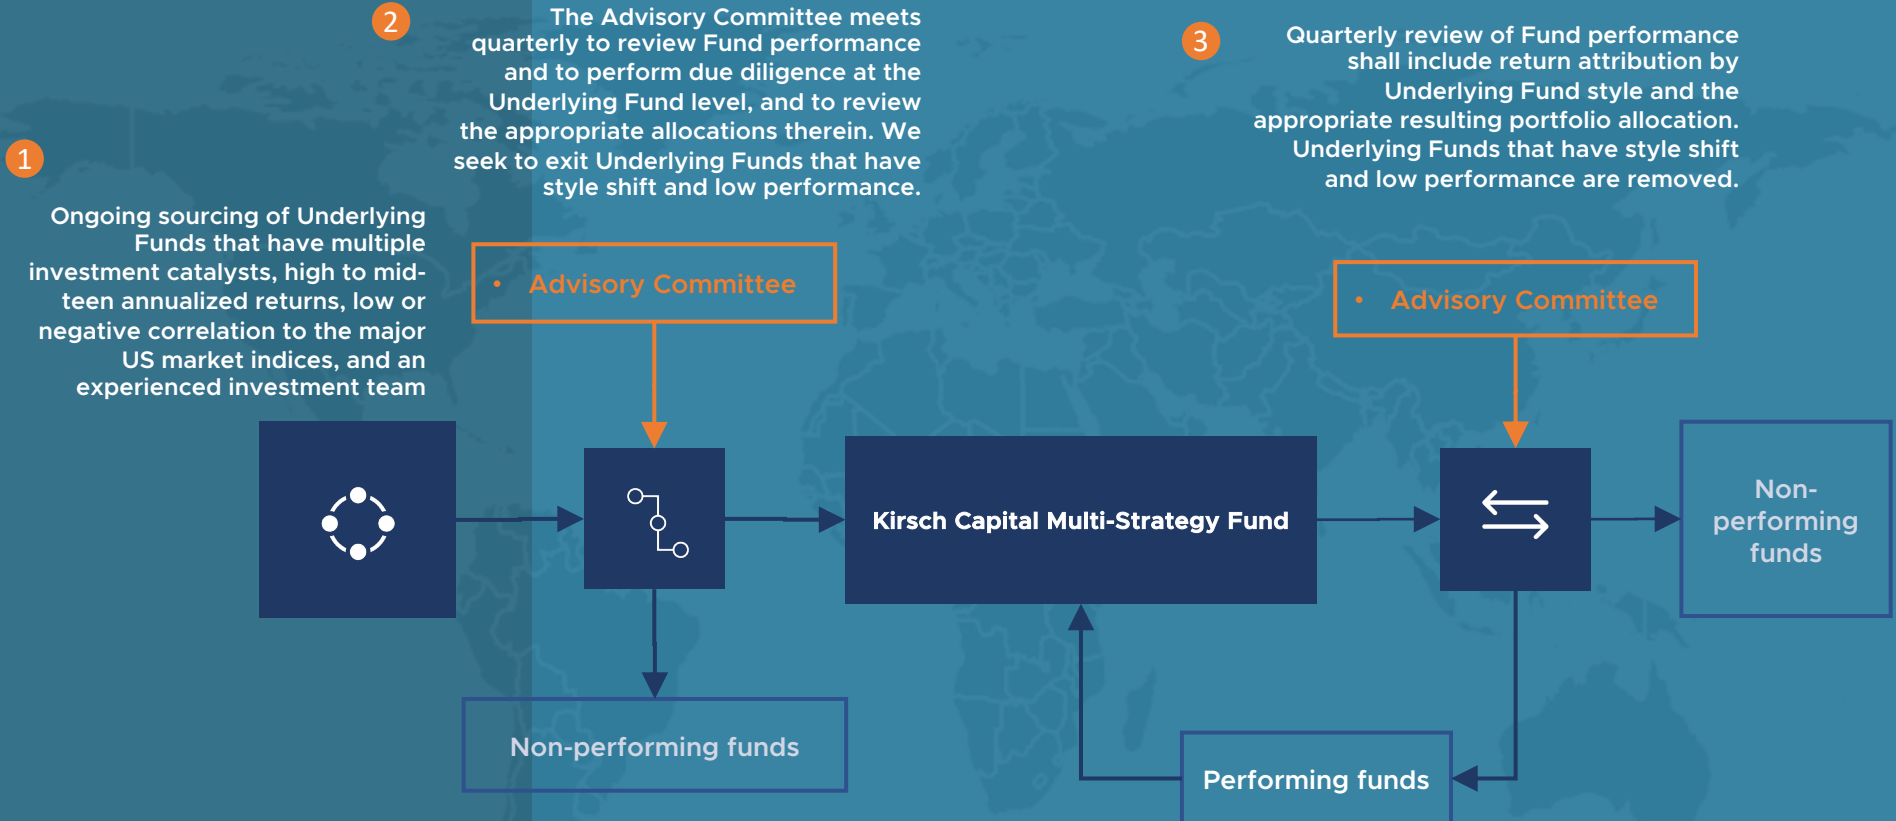 1
Ongoing sourcing of Underlying
Funds that have multiple
investment catalysts, high to mid-
teen annualized returns, low or
negative correlation to the major
US market indices, and an
experienced investment team
2
The Advisory Committee meets
quarterly to review Fund performance
and to perform due diligence at the
Underlying Fund level, and to review
the appropriate allocations therein. We
seek to exit Underlying Funds that have
style shift and low performance.
3
Quarterly review of Fund performance
shall include return attribution by
Underlying Fund style and the
appropriate resulting portfolio allocation.
Underlying Funds that have style shift
and low performance are removed.
• Advisory Committee
• Advisory Committee
Kirsch Capital Multi-Strategy Fund
Non-
performing
funds
Non-performing funds
Performing funds